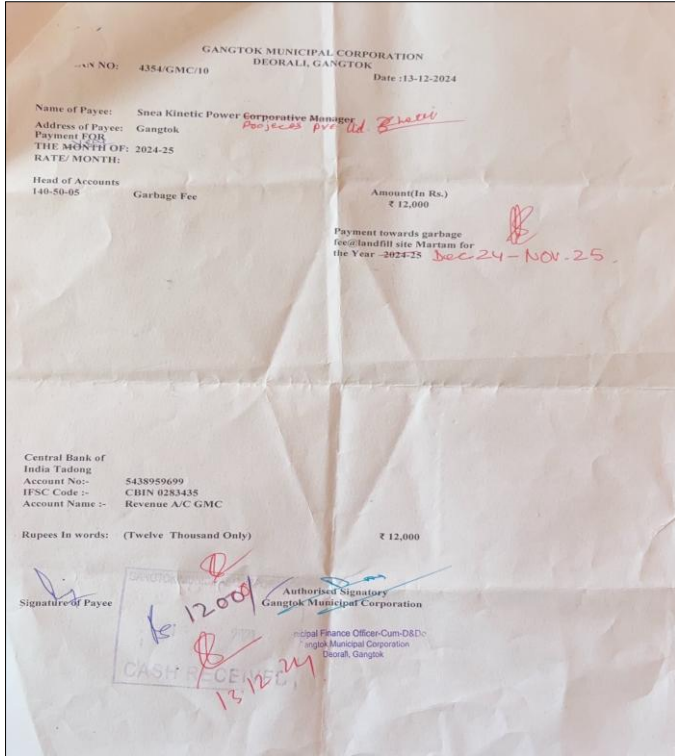 GANGTOK MUNICIPAL CORPORATION
DEORALI, GANGTOK
NO: 4354/GMC/10
Date :13-12-2024
Name of Payee: Snea Kinetic Power Corporative Manager
pvt Ltd.
Address of Payee: Gangtok
Payment FOR
THE MONTH OF: 2024-25
RATE/ MONTH:
Head of Accounts Amount(In Rs.)
140-50-05 Garbage Fee ₹ 12,000
Payment towards garbage
fee@landfill site Martam for
the Year -2024-25 Dec-24-NOV-25.
Central Bank of
India Tadong
Account No:- 5438959699
IFSC Code :- CBIN 0283435
Account Name :- Revenue A/C GMC
Rupees In words: (Twelve Thousand Only) ₹ 12,000
Signature of Payee
Authorised Signatory
Gangtok Municipal Corporation
Rs. 12000/
Finance Officer-Cum-D&D
Municipal Corporation
Deorali, Gangtok
CASH RECEIVED
13/12/24